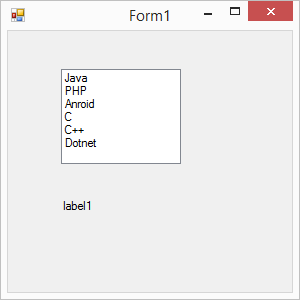 Form1
Java
PHP
Anroid
C
C++
Dotnet
label1